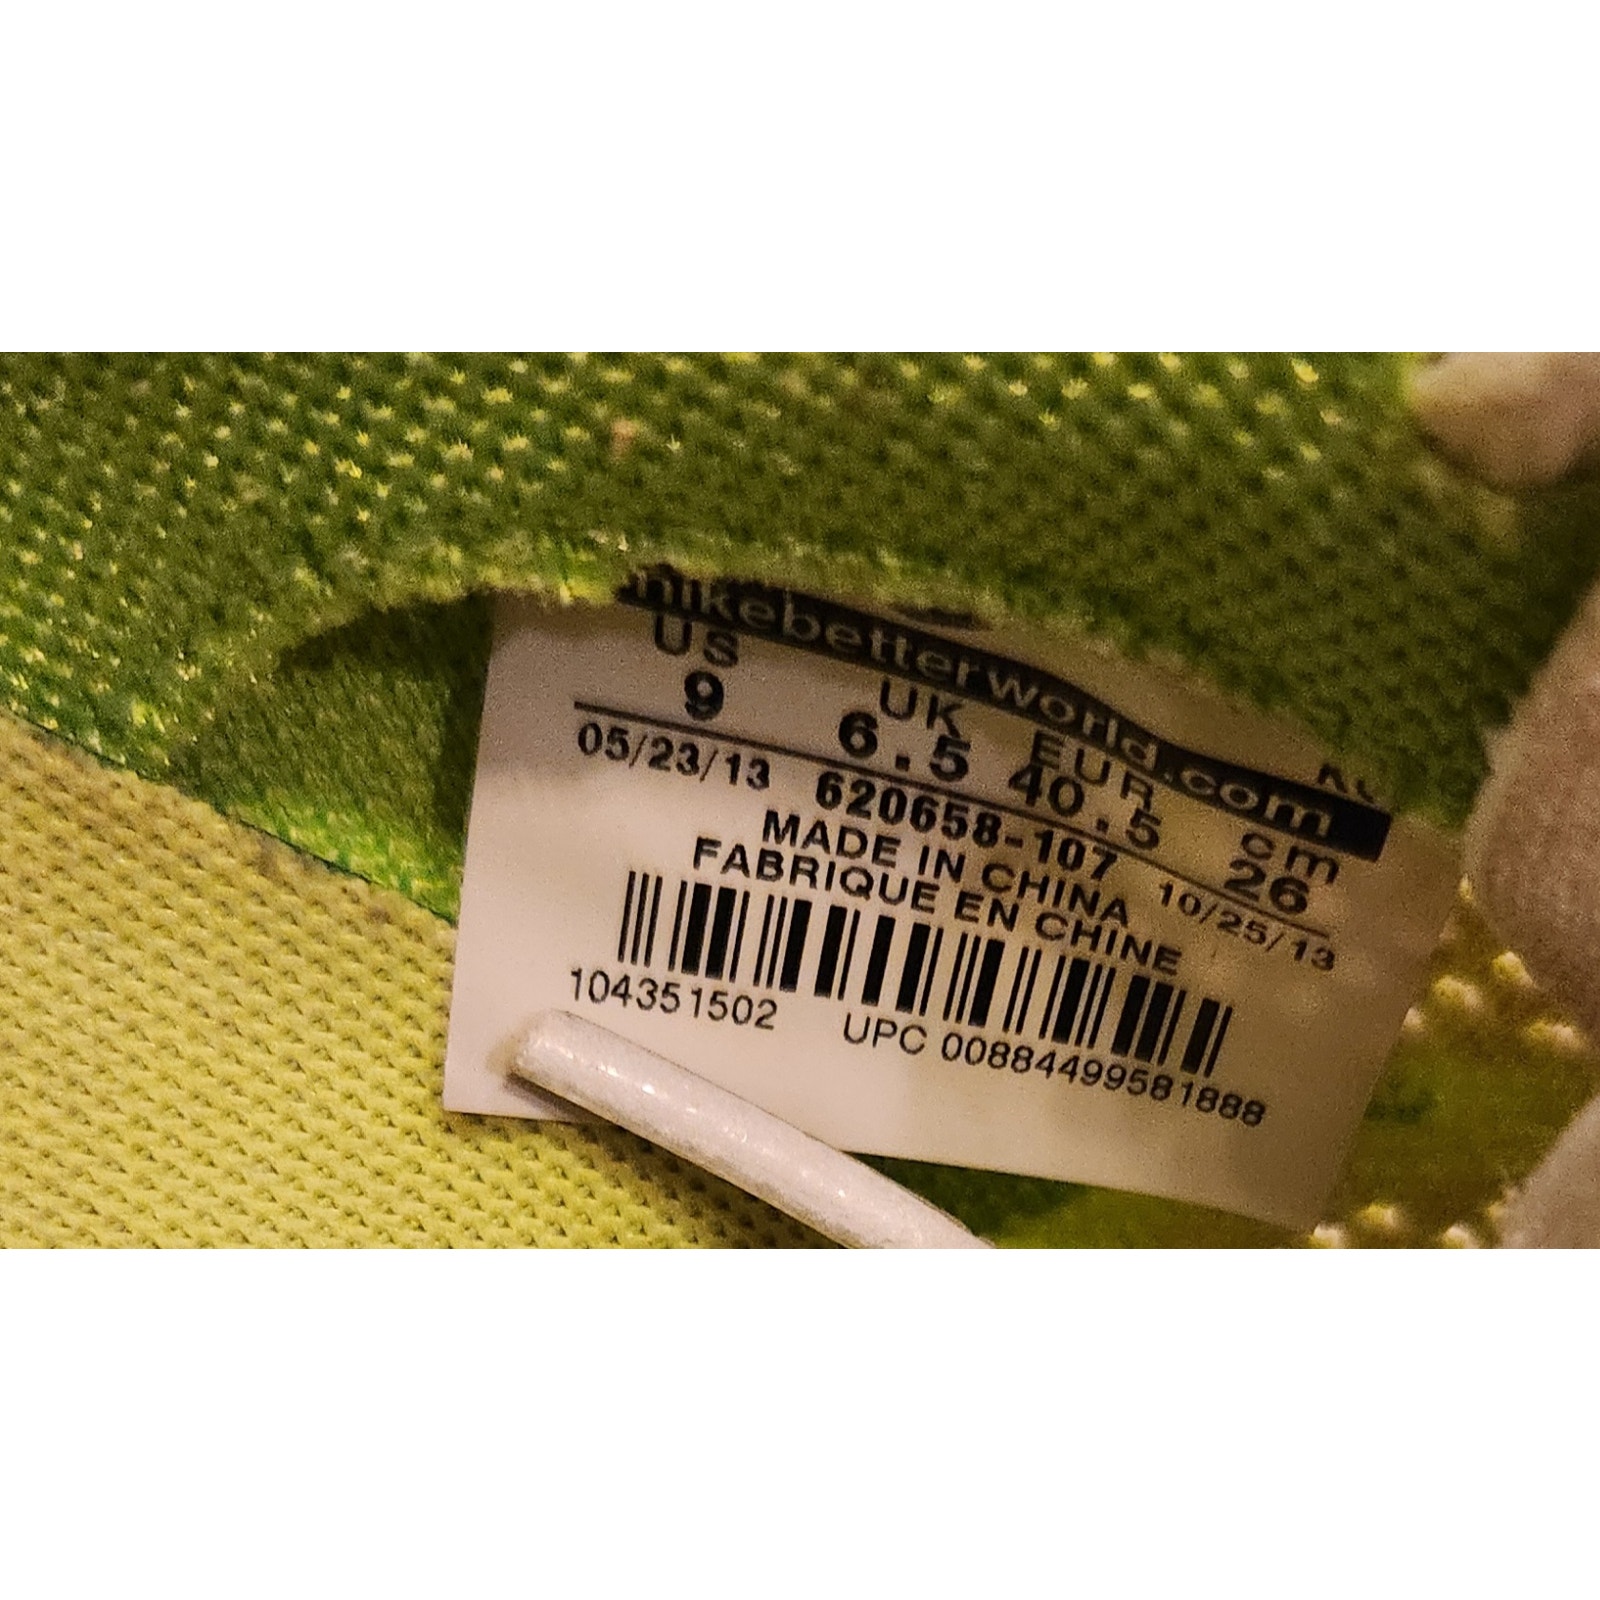 nikebetterworld.com
US UK EUR cm
9 6.5 40.5 26
05/23/13 620658-107 10/25/13
MADE IN CHINA
FABRIQUE EN CHINE
104351502 UPC 00884499581888